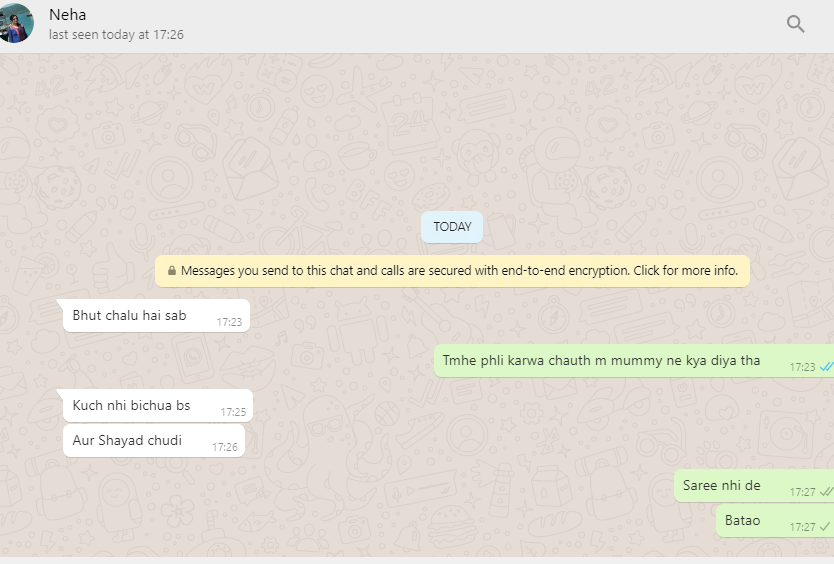 Neha
last seen today at 17:26
TODAY
Messages you send to this chat and calls are secured with end-to-end encryption. Click for more info.
Bhut chalu hai sab 17:23
Tmhe phli karwa chauth m mummy ne kya diya tha 17:23
Kuch nhi bichua bs 17:25
Aur Shayad chudi 17:26
Saree nhi de 17:27
Batao 17:27